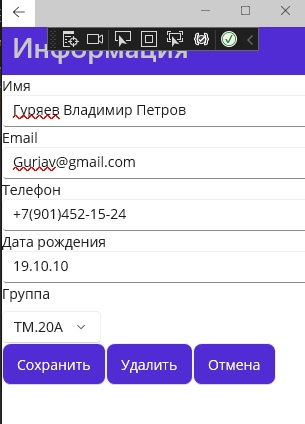 Информация
Имя
Гуряев Владимир Петров
Email
Guriav@gmail.com
Телефон
+7(901)452-15-24
Дата рождения
19.10.10
Группа
ТМ.20А
Сохранить Удалить Отмена